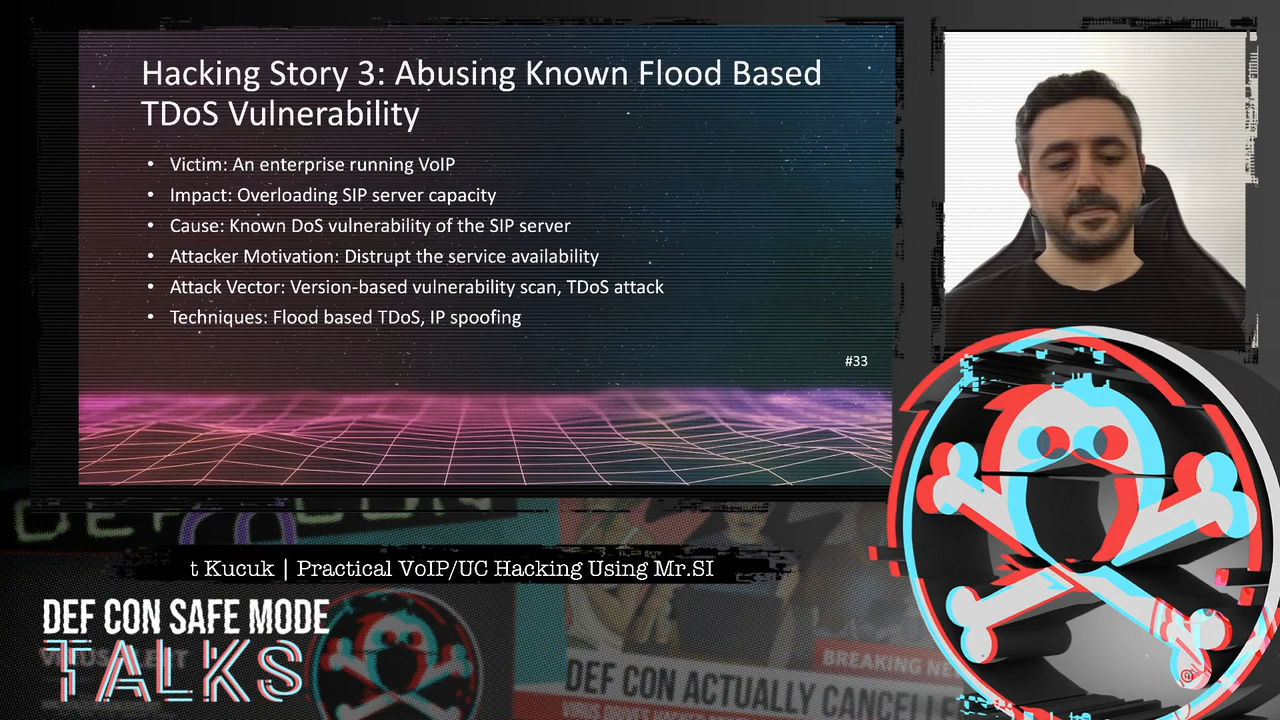 Hacking Story 3: Abusing Known Flood Based
TDoS Vulnerability
• Victim: An enterprise running VoIP
• Impact: Overloading SIP server capacity
• Cause: Known DoS vulnerability of the SIP server
• Attacker Motivation: Distrupt the service availability
• Attack Vector: Version-based vulnerability scan, TDoS attack
• Techniques: Flood based TDoS, IP spoofing
#33
DEF CON
t Kucuk | Practical VoIP/UC Hacking Using Mr.SI
DEF CON SAFE MODE
TALKS
BREAKING NE
DEF CON ACTUALLY CANCELLE